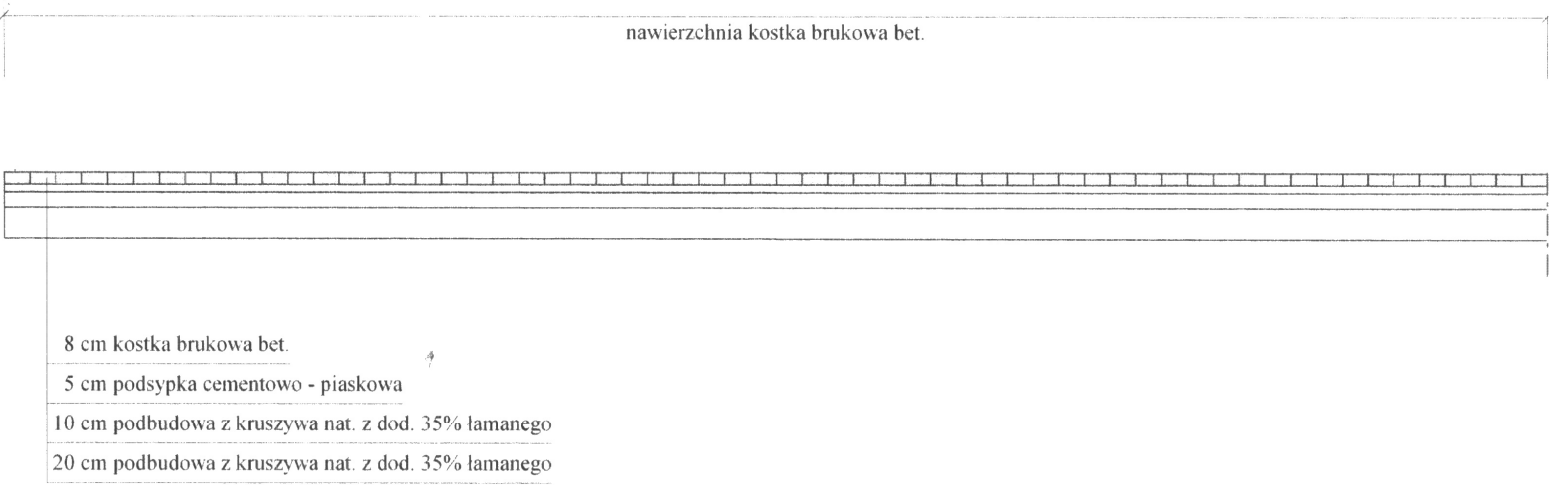 nawierzchnia kostka brukowa bet.
8 cm kostka brukowa bet.
5 cm podsypka cementowo - piaskowa
10 cm podbudowa z kruszywa nat. z dod. 35% łamanego
20 cm podbudowa z kruszywa nat. z dod. 35% łamanego